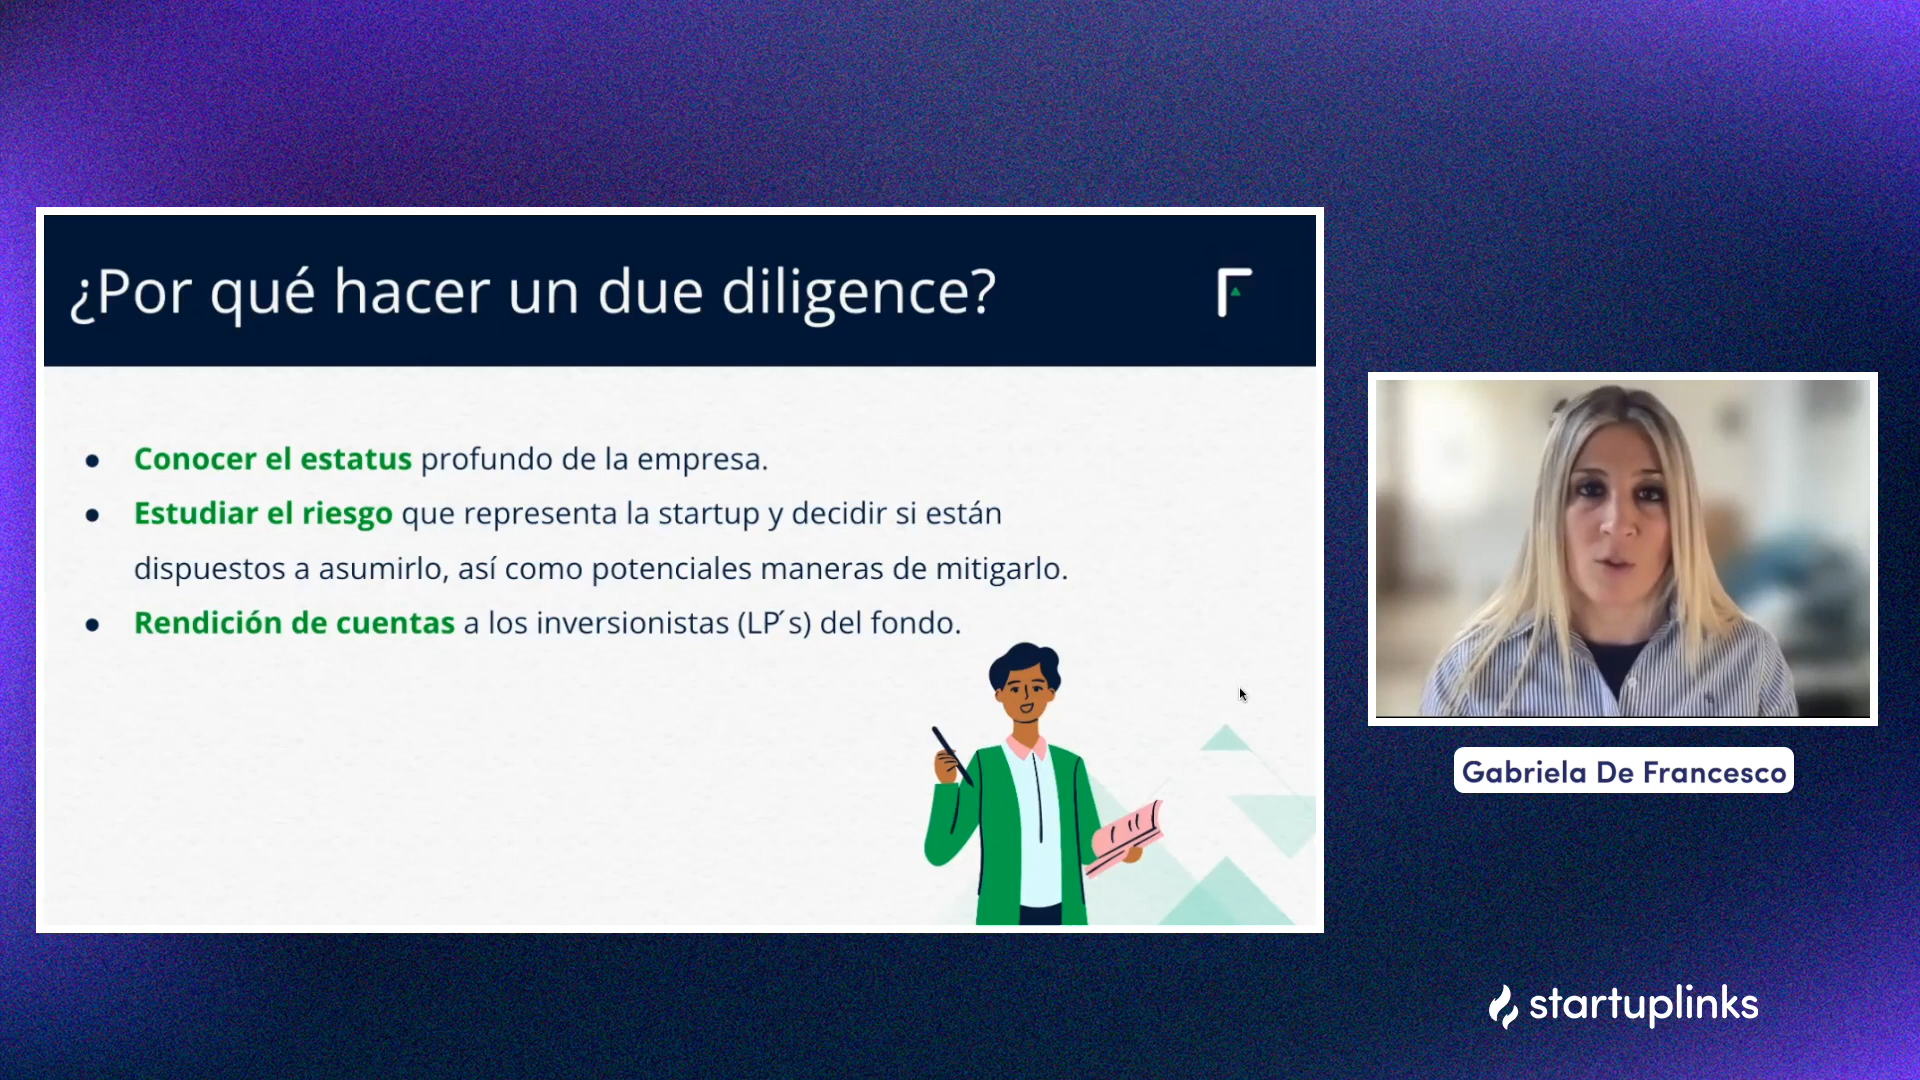 ¿Por qué hacer un due diligence?
● Conocer el estatus profundo de la empresa.
● Estudiar el riesgo que representa la startup y decidir si están
dispuestos a asumirlo, así como potenciales maneras de mitigarlo.
● Rendición de cuentas a los inversionistas (LP´s) del fondo.
Gabriela De Francesco
startuplinks